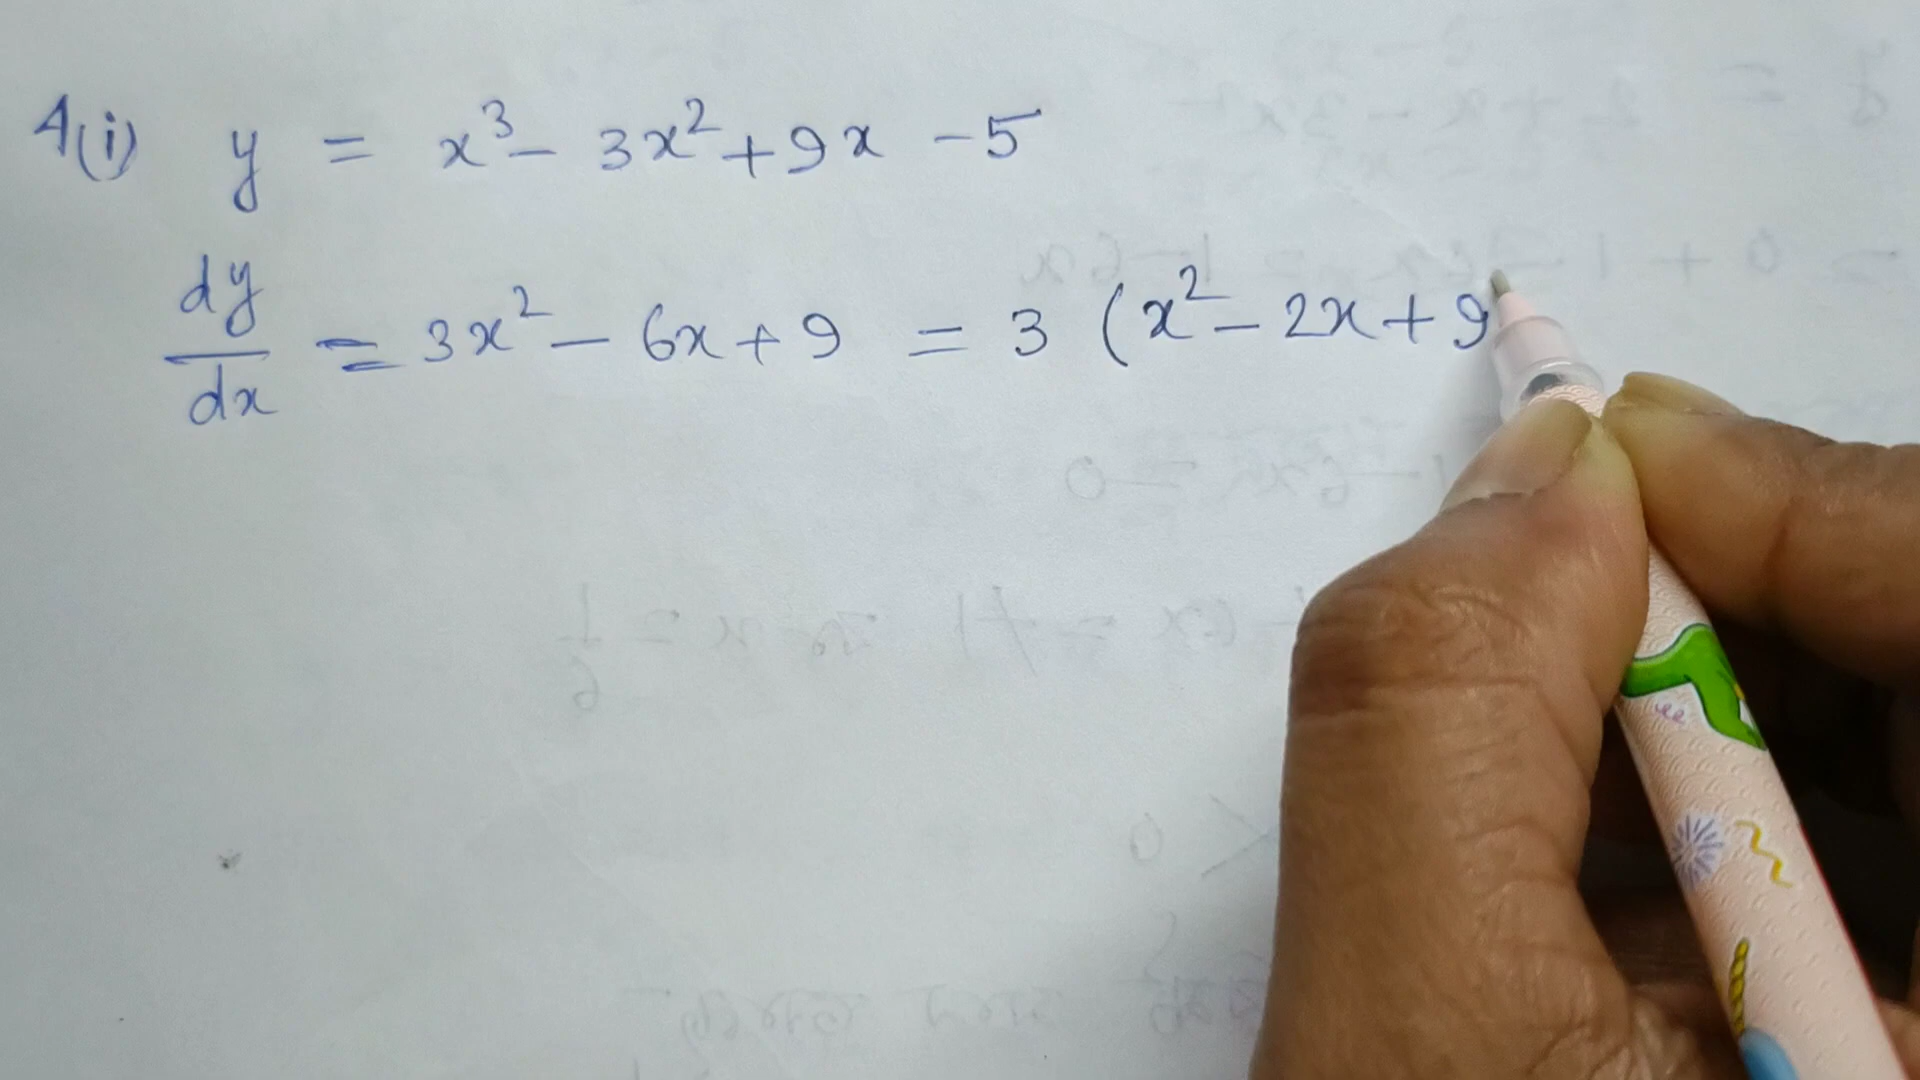 4(i) y = x³ - 3x² + 9x - 5
dy/dx = 3x² - 6x + 9 = 3 (x² - 2x + 9